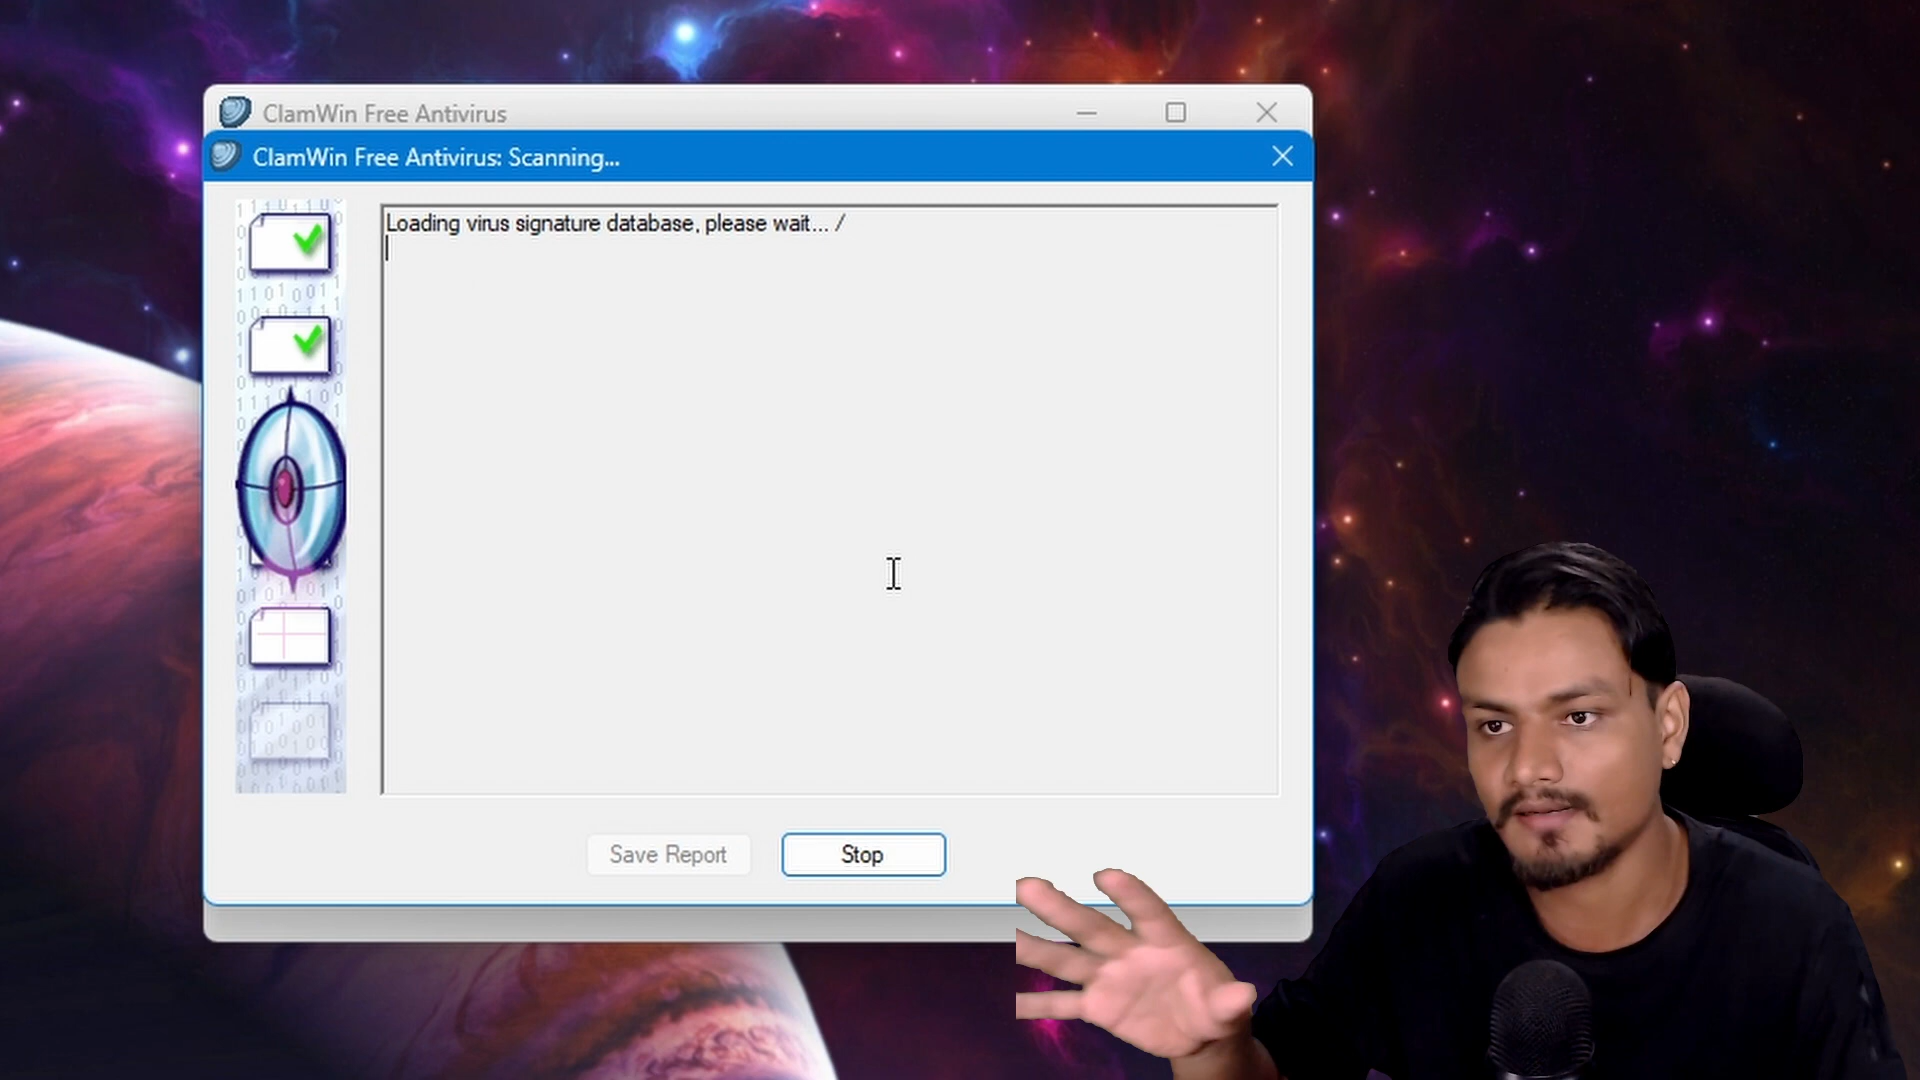 ClamWin Free Antivirus
ClamWin Free Antivirus: Scanning...
Loading virus signature database, please wait... /
Save Report
Stop